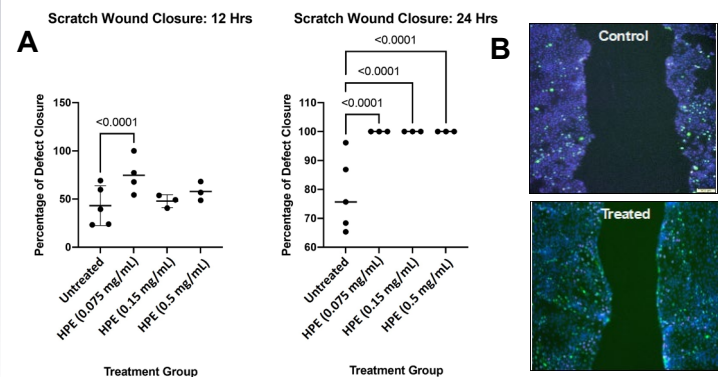 Scratch Wound Closure: 12 Hrs
A
Percentage of Defect Closure
150
100
50
0
<0.0001
Untreated
HPE (0.075 mg/mL)
HPE (0.15 mg/mL)
HPE (0.5 mg/mL)
Treatment Group
Scratch Wound Closure: 24 Hrs
Percentage of Defect Closure
110
100
90
80
70
60
<0.0001
<0.0001
<0.0001
Untreated
HPE (0.075 mg/mL)
HPE (0.15 mg/mL)
HPE (0.5 mg/mL)
Treatment Group
B
Control
Treated